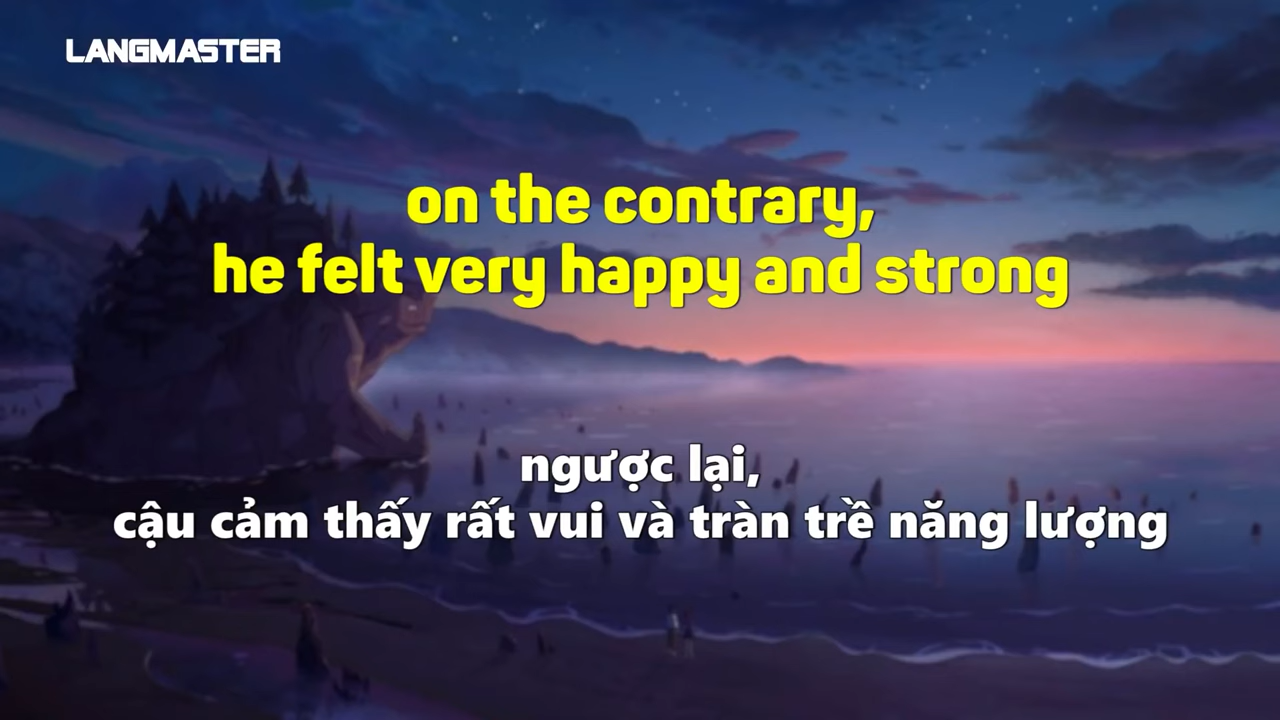 LANGMASTER
on the contrary,
he felt very happy and strong
ngược lại,
cậu cảm thấy rất vui và tràn trề năng lượng